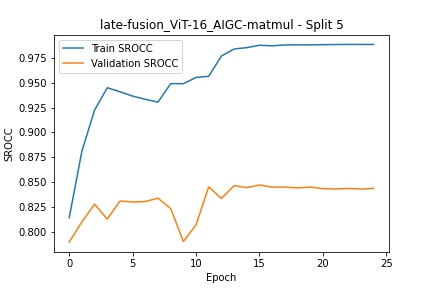 late-fusion_ViT-16_AIGC-matmul - Split 5
Train SROCC
Validation SROCC
SROCC
0.975
0.950
0.925
0.900
0.875
0.850
0.825
0.800
0 5 10 15 20 25
Epoch